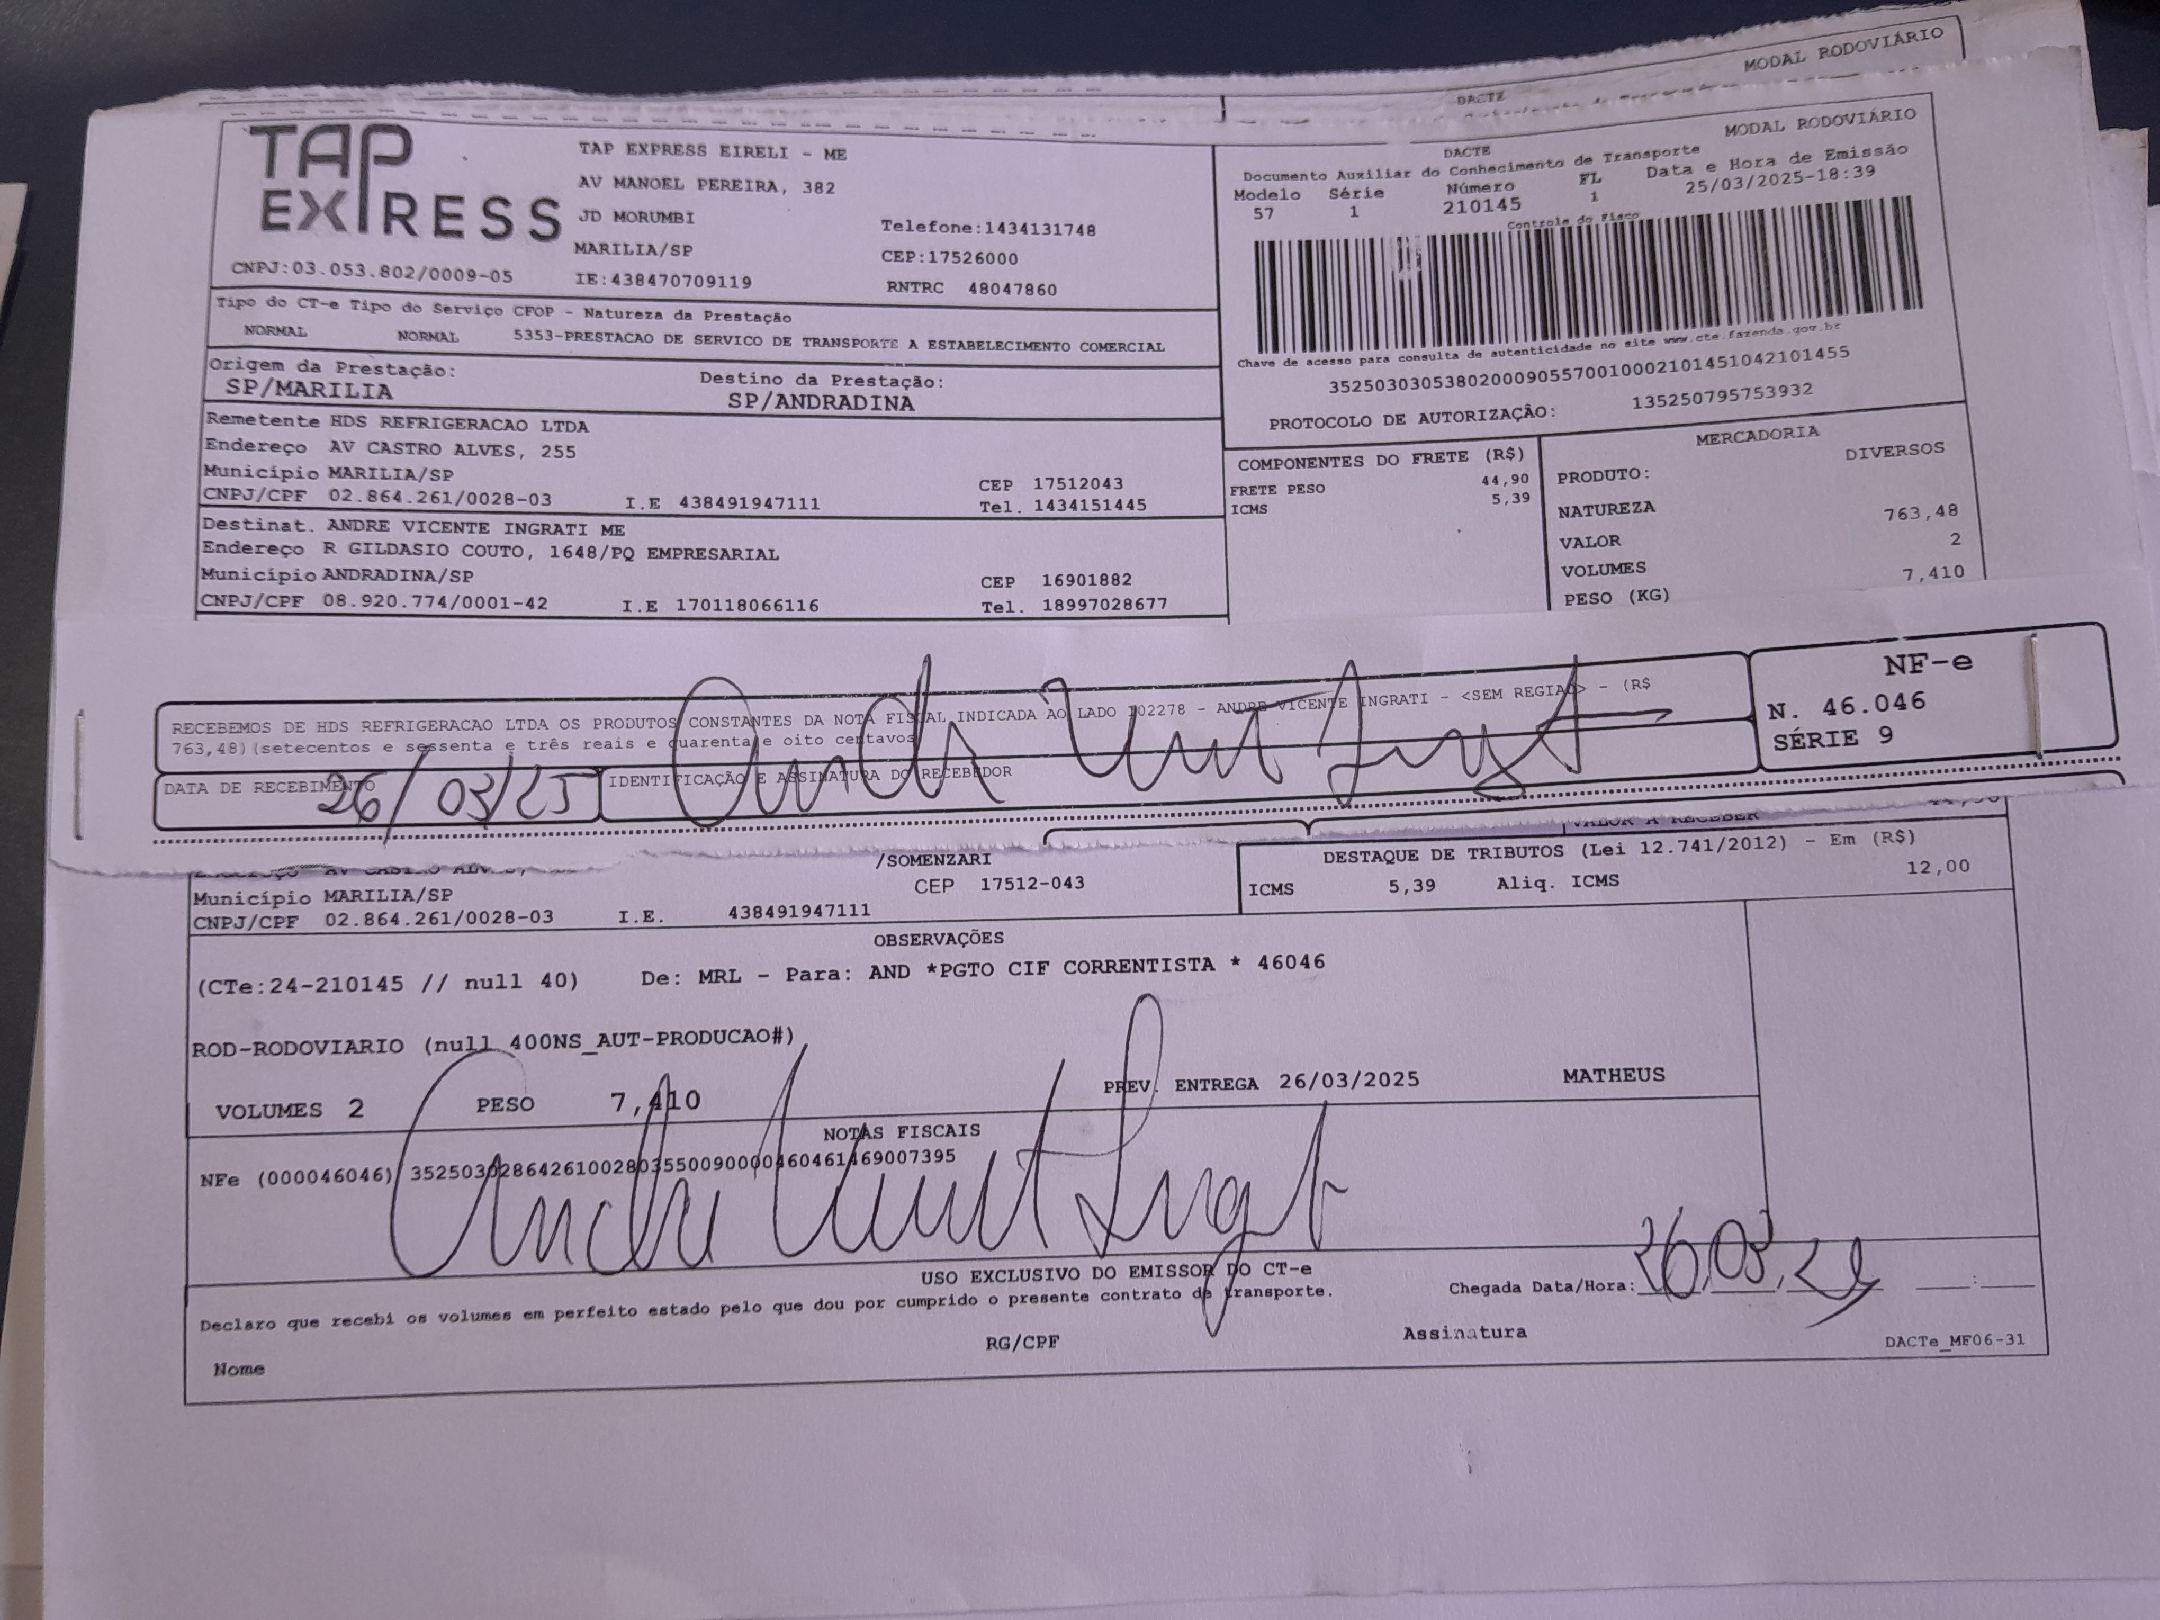 MODAL RODOVIÁRIO
DACTE
TAP EXPRESS
TAP EXPRESS EIRELI - ME
AV MANOEL PEREIRA, 382
JD MORUMBI
Telefone:1434131748
MARILIA/SP
CEP:17526000
CNPJ:03.053.802/0009-05
IE:438470709119
RNTRC 48047860
MODAL RODOVIÁRIO
DACTE
Documento Auxiliar do Conhecimento de Transporte
Modelo Série Número FL Data e Hora de Emissão
57 1 210145 1 25/03/2025-18:39
Controle do Fisco
Chave de acesso para consulta de autenticidade no site www.cte.fazenda.gov.br
35250303053802000905570010002101451042101455
PROTOCOLO DE AUTORIZAÇÃO: 135250795753932
Tipo do CT-e Tipo do Serviço CFOP - Natureza da Prestação
NORMAL NORMAL 5353-PRESTACAO DE SERVICO DE TRANSPORTE A ESTABELECIMENTO COMERCIAL
Origem da Prestação: Destino da Prestação:
SP/MARILIA SP/ANDRADINA
Remetente HDS REFRIGERACAO LTDA
Endereço AV CASTRO ALVES, 255
Município MARILIA/SP CEP 17512043
CNPJ/CPF 02.864.261/0028-03 I.E 438491947111 Tel. 1434151445
Destinat. ANDRE VICENTE INGRATI ME
Endereço R GILDASIO COUTO, 1648/PQ EMPRESARIAL
Município ANDRADINA/SP CEP 16901882
CNPJ/CPF 08.920.774/0001-42 I.E 170118066116 Tel. 18997028677
COMPONENTES DO FRETE (R$)
FRETE PESO 44,90
ICMS 5,39
MERCADORIA
PRODUTO: DIVERSOS
NATUREZA
VALOR 763,48
VOLUMES 2
PESO (KG) 7,410
RECEBEMOS DE HDS REFRIGERACAO LTDA OS PRODUTOS CONSTANTES DA NOTA FISCAL INDICADA AO LADO 102278 - ANDRE VICENTE INGRATI - <SEM REGIAO> - (R$
763,48)(setecentos e sessenta e três reais e quarenta e oito centavos
DATA DE RECEBIMENTO IDENTIFICAÇÃO E ASSINATURA DO RECEBEDOR
26/03/25
NF-e
N. 46.046
SÉRIE 9
VALOR A RECEBER
/SOMENZARI
Município MARILIA/SP CEP 17512-043
CNPJ/CPF 02.864.261/0028-03 I.E. 438491947111
DESTAQUE DE TRIBUTOS (Lei 12.741/2012) - Em (R$)
ICMS 5,39 Aliq. ICMS 12,00
OBSERVAÇÕES
(CTe:24-210145 // null 40) De: MRL - Para: AND *PGTO CIF CORRENTISTA * 46046
ROD-RODOVIARIO (null 400NS_AUT-PRODUCAO#)
VOLUMES 2 PESO 7,410 PREV. ENTREGA 26/03/2025 MATHEUS
NOTAS FISCAIS
NFe (000046046) 35250302864261002803550090000460461469007395
USO EXCLUSIVO DO EMISSOR DO CT-e
Declaro que recebi os volumes em perfeito estado pelo que dou por cumprido o presente contrato de transporte.
Chegada Data/Hora: 26,03,25
Nome RG/CPF Assinatura
DACTe_MF06-31